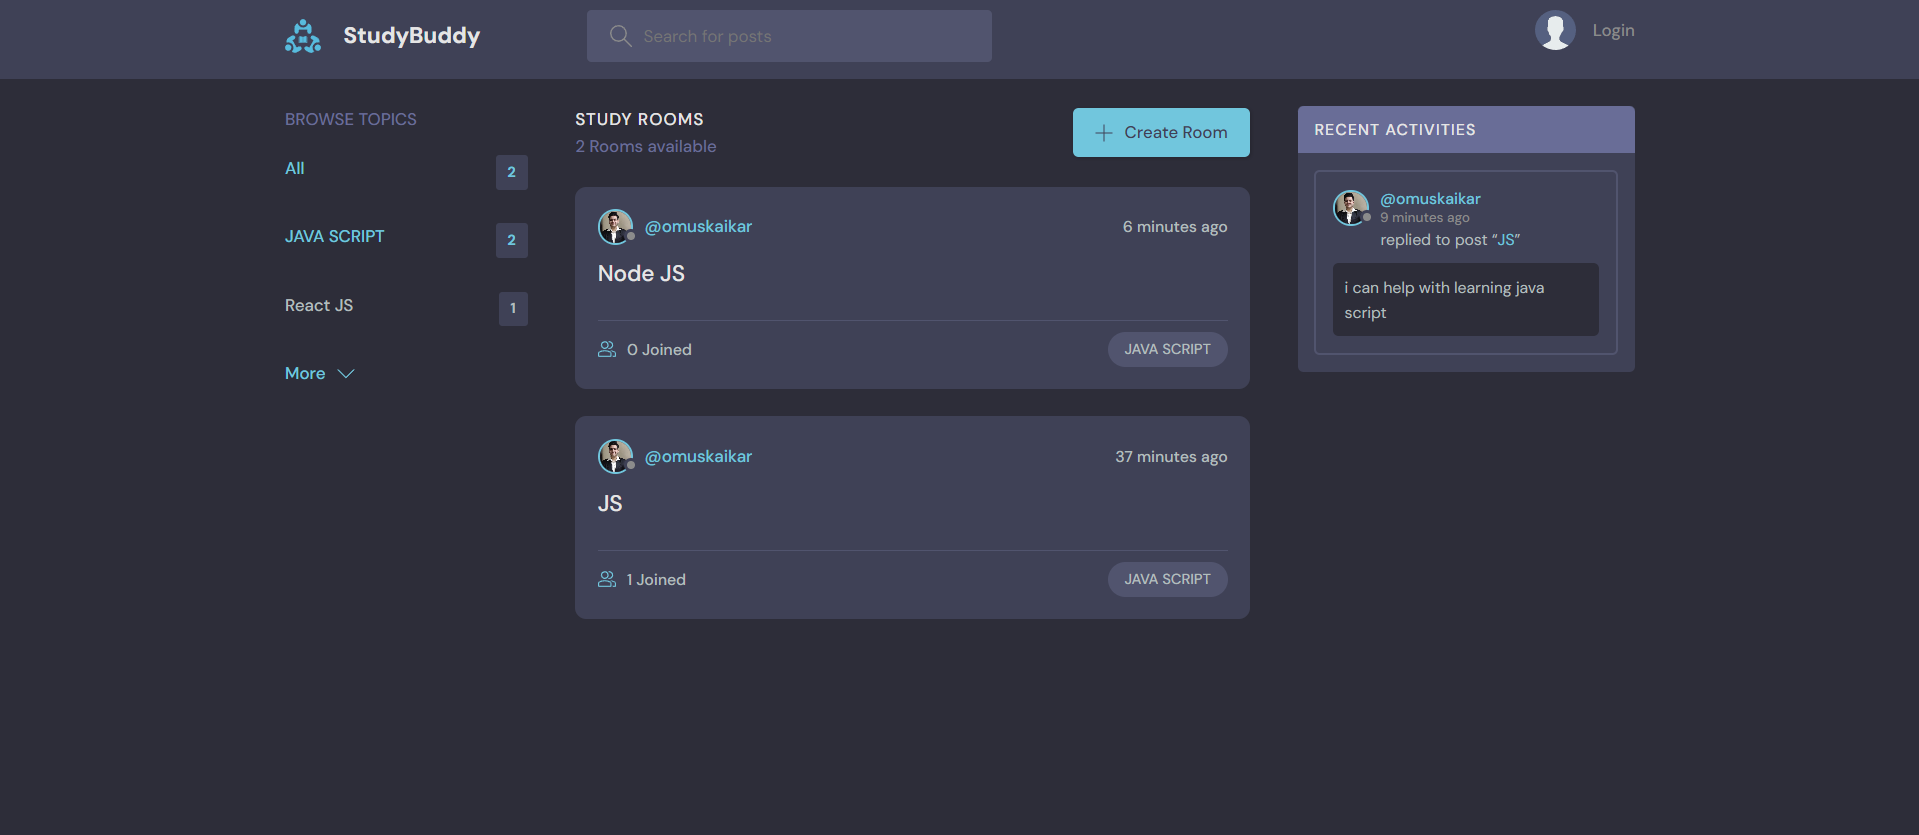 StudyBuddy
Search for posts
Login
BROWSE TOPICS
All
2
JAVA SCRIPT
2
React JS
1
More
STUDY ROOMS
2 Rooms available
Create Room
@omuskaikar
6 minutes ago
Node JS
0 Joined
JAVA SCRIPT
@omuskaikar
37 minutes ago
JS
1 Joined
JAVA SCRIPT
RECENT ACTIVITIES
@omuskaikar
9 minutes ago
replied to post “JS”
i can help with learning java
script